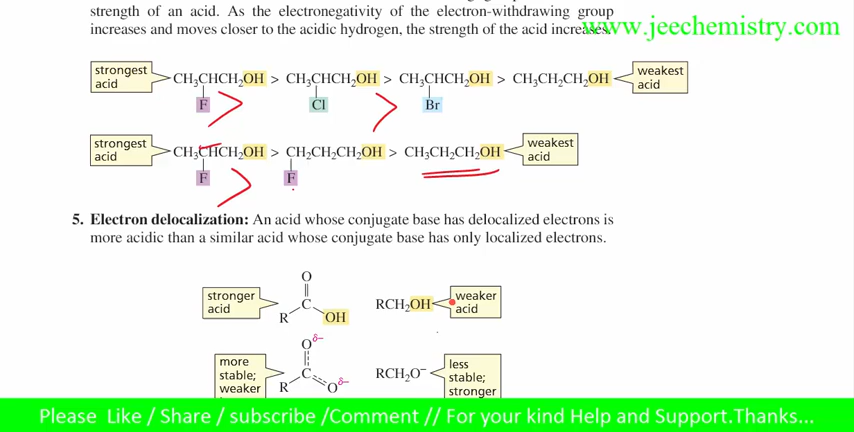 strength of an acid. As the electronegativity of the electron-withdrawing group
www.jeechemistry.com
increases and moves closer to the acidic hydrogen, the strength of the acid increases.
strongest acid CH₃CHCH₂OH > CH₃CHCH₂OH > CH₃CHCH₂OH > CH₃CH₂CH₂OH weakest acid
F Cl Br
strongest acid CH₃CHCH₂OH > CH₂CH₂CH₂OH > CH₃CH₂CH₂OH weakest acid
F F
5. Electron delocalization: An acid whose conjugate base has delocalized electrons is
more acidic than a similar acid whose conjugate base has only localized electrons.
O
stronger acid C RCH₂OH weaker acid
R OH
Oδ−
more stable; weaker C RCH₂O⁻ less stable; stronger
R Oδ−
Please Like / Share / subscribe /Comment // For your kind Help and Support.Thanks...